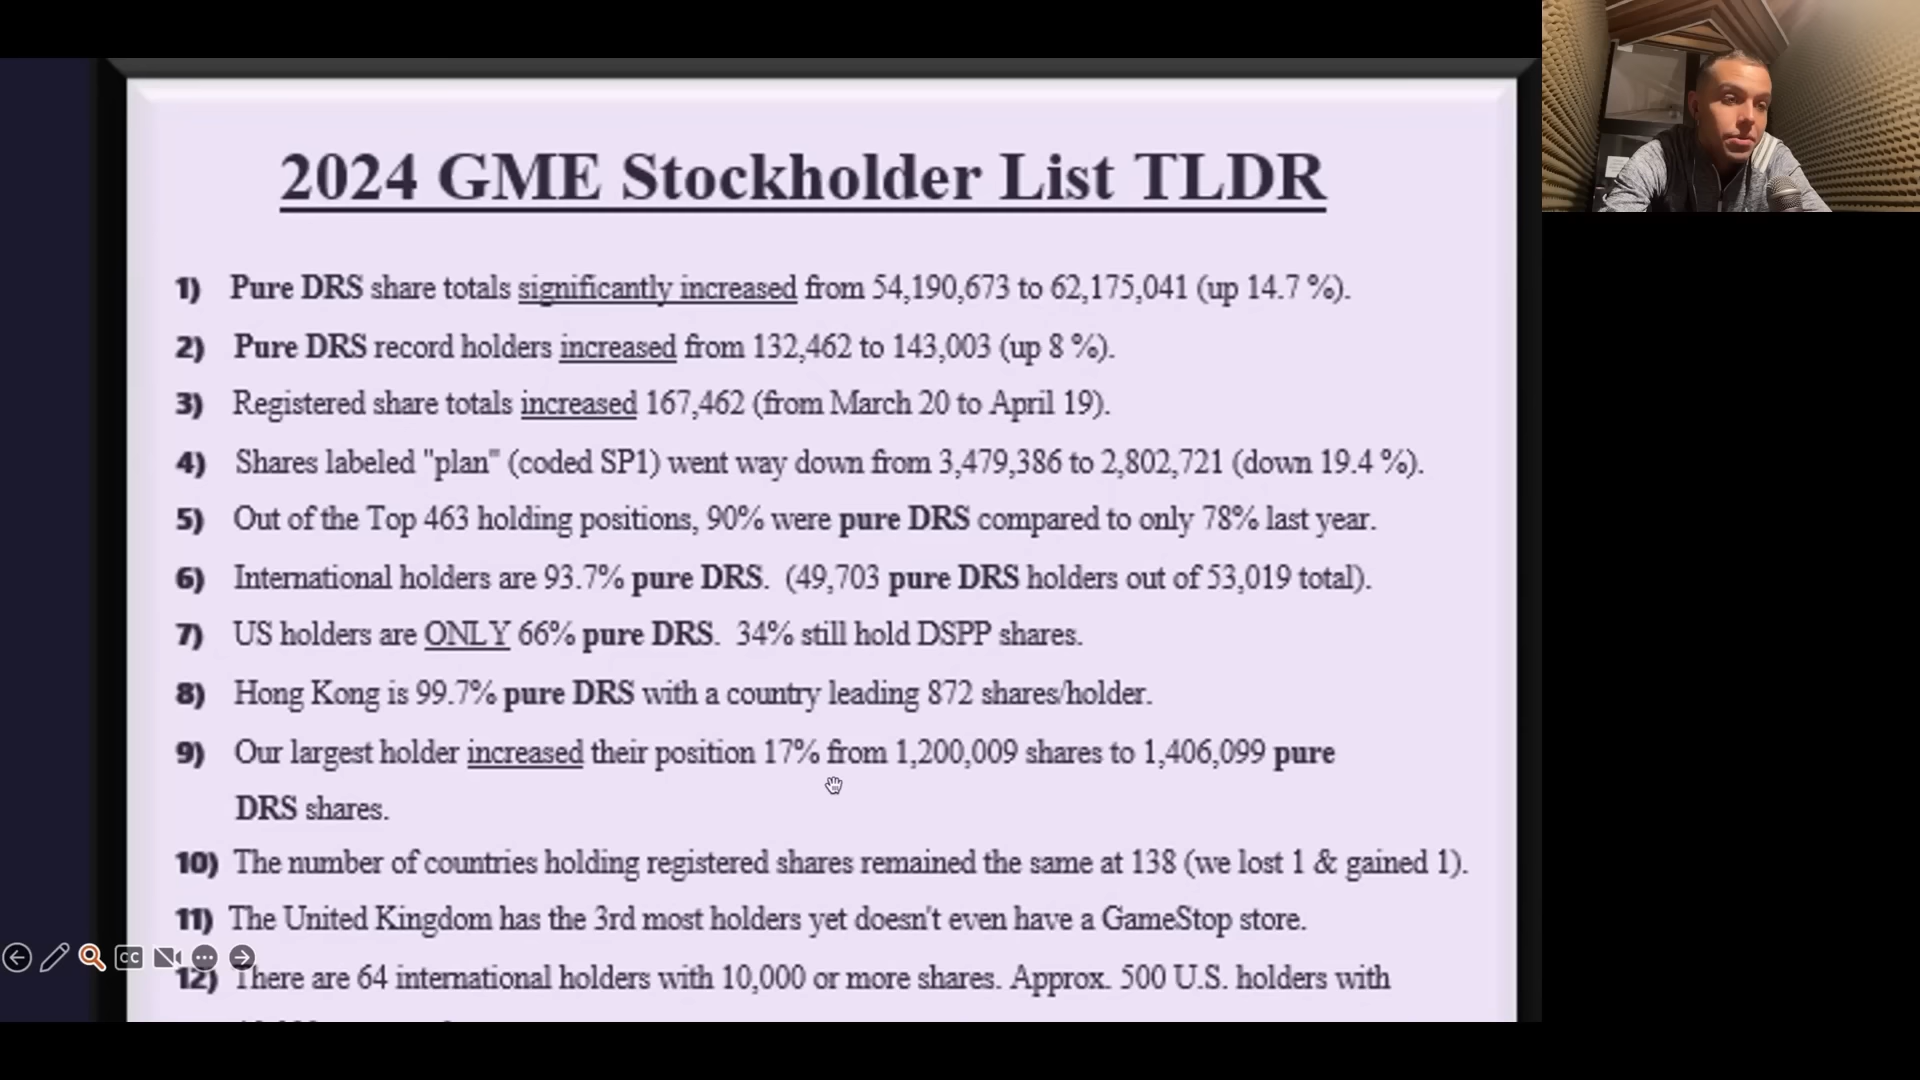 2024 GME Stockholder List TLDR
1) Pure DRS share totals significantly increased from 54,190,673 to 62,175,041 (up 14.7 %).
2) Pure DRS record holders increased from 132,462 to 143,003 (up 8 %).
3) Registered share totals increased 167,462 (from March 20 to April 19).
4) Shares labeled "plan" (coded SP1) went way down from 3,479,386 to 2,802,721 (down 19.4 %).
5) Out of the Top 463 holding positions, 90% were pure DRS compared to only 78% last year.
6) International holders are 93.7% pure DRS. (49,703 pure DRS holders out of 53,019 total).
7) US holders are ONLY 66% pure DRS. 34% still hold DSPP shares.
8) Hong Kong is 99.7% pure DRS with a country leading 872 shares/holder.
9) Our largest holder increased their position 17% from 1,200,009 shares to 1,406,099 pure
DRS shares.
10) The number of countries holding registered shares remained the same at 138 (we lost 1 & gained 1).
11) The United Kingdom has the 3rd most holders yet doesn't even have a GameStop store.
CC
12) There are 64 international holders with 10,000 or more shares. Approx. 500 U.S. holders with